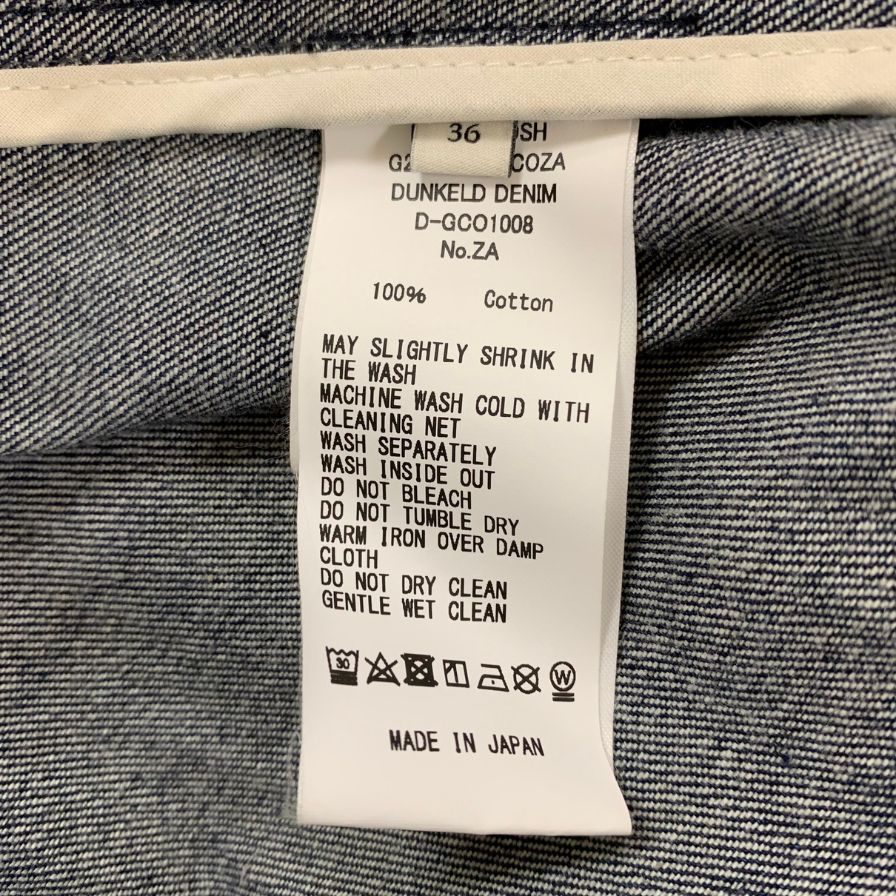 36
DUNKELD DENIM
D-GCO1008
No.ZA
100% Cotton
MAY SLIGHTLY SHRINK IN
THE WASH
MACHINE WASH COLD WITH
CLEANING NET
WASH SEPARATELY
WASH INSIDE OUT
DO NOT BLEACH
DO NOT TUMBLE DRY
WARM IRON OVER DAMP
CLOTH
DO NOT DRY CLEAN
GENTLE WET CLEAN
30 W
MADE IN JAPAN